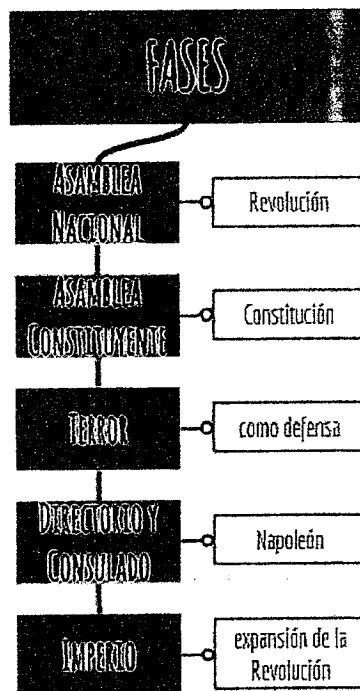 FASES
ASAMBLEA
NACIONAL
Revolución
ASAMBLEA
CONSTITUYENTE
Constitución
TERROR
como defensa
DIRECTORIO Y
CONSULADO
Napoleón
IMPERIO
expansión de la
Revolución